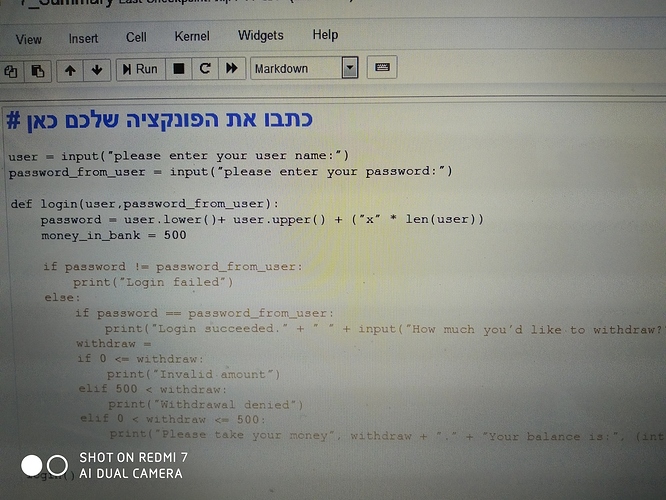 7_Summary Last Checkpoint:
View Insert Cell Kernel Widgets Help
Run Markdown
# כתבו את הפונקציה שלכם כאן
user = input("please enter your user name:")
password_from_user = input("please enter your password:")
def login(user,password_from_user):
password = user.lower()+ user.upper() + ("x" * len(user))
money_in_bank = 500
if password != password_from_user:
print("Login failed")
else:
if password == password_from_user:
print("Login succeeded." + " " + input("How much you'd like to withdraw?
withdraw =
if 0 <= withdraw:
print("Invalid amount")
elif 500 < withdraw:
print("Withdrawal denied")
elif 0 < withdraw <= 500:
print("Please take your money", withdraw + "." + "Your balance is:", (int
login()
SHOT ON REDMI 7
AI DUAL CAMERA